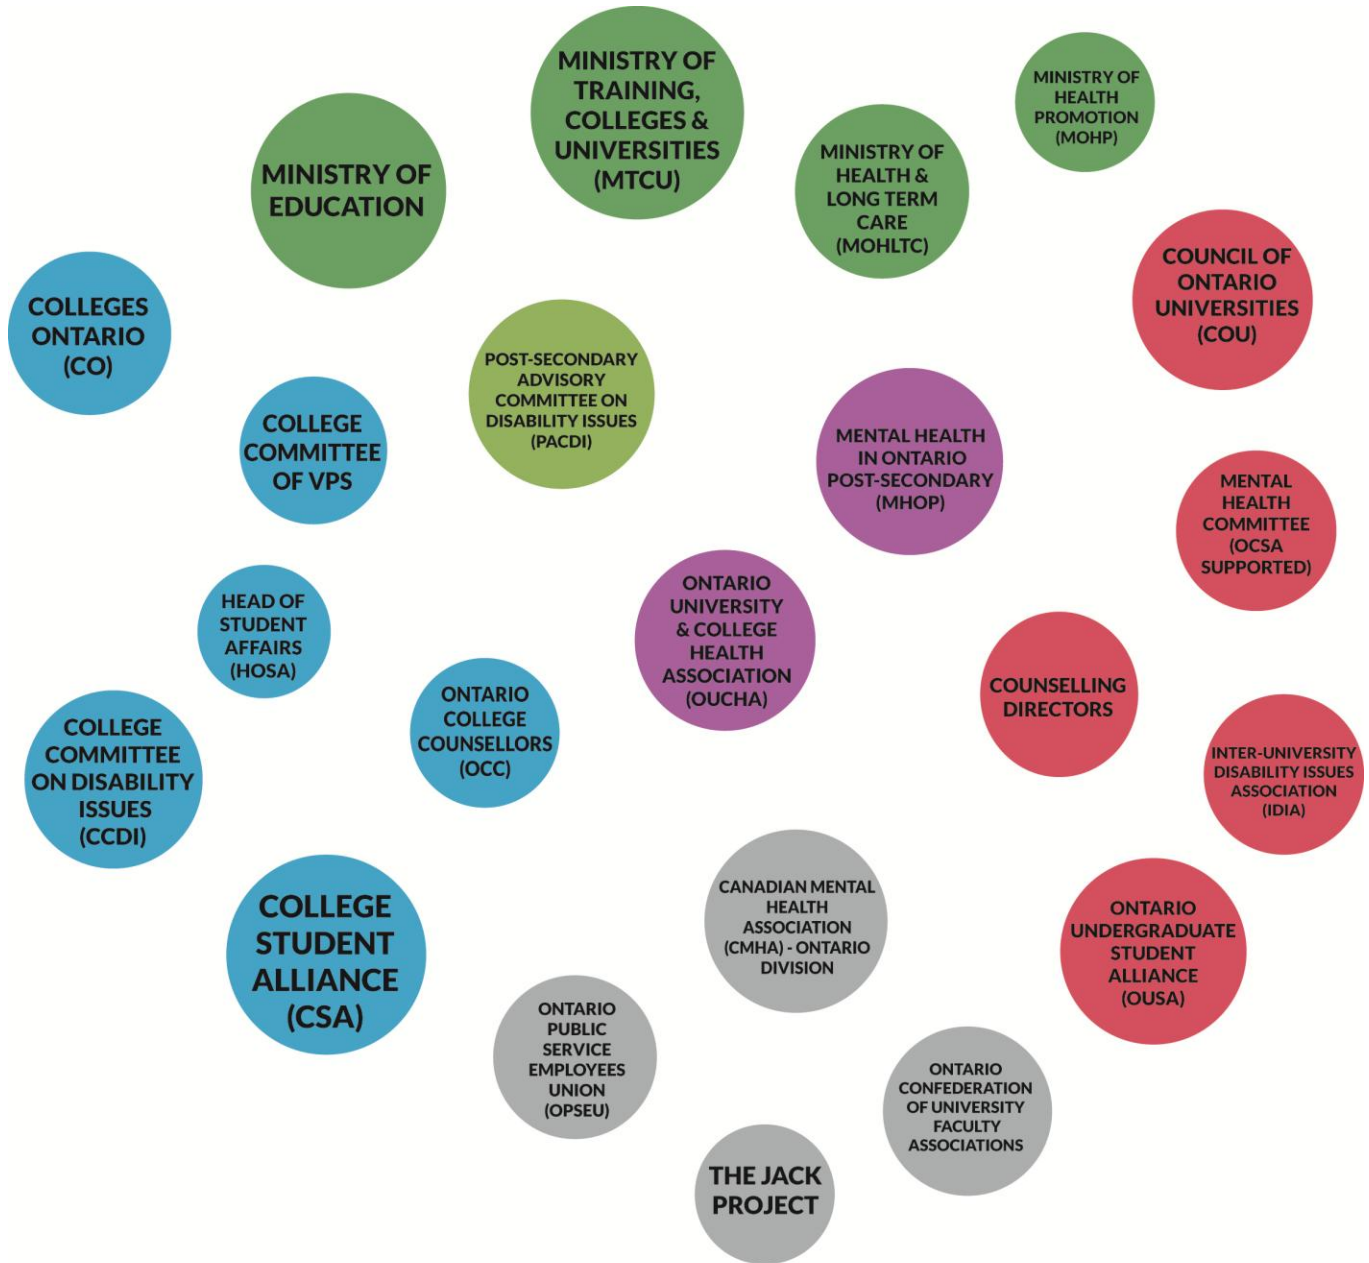 MINISTRY OF
TRAINING,
COLLEGES &
UNIVERSITIES
(MTCU)
MINISTRY OF
HEALTH
PROMOTION
(MOHP)
MINISTRY OF
EDUCATION
MINISTRY OF
HEALTH &
LONG TERM
CARE
(MOHLTC)
COUNCIL OF
ONTARIO
UNIVERSITIES
(COU)
COLLEGES
ONTARIO
(CO)
POST-SECONDARY
ADVISORY
COMMITTEE ON
DISABILITY ISSUES
(PACDI)
COLLEGE
COMMITTEE
OF VPS
MENTAL HEALTH
IN ONTARIO
POST-SECONDARY
(MHOP)
MENTAL
HEALTH
COMMITTEE
(OCSA
SUPPORTED)
HEAD OF
STUDENT
AFFAIRS
(HOSA)
ONTARIO
UNIVERSITY
& COLLEGE
HEALTH
ASSOCIATION
(OUCHA)
COUNSELLING
DIRECTORS
ONTARIO
COLLEGE
COUNSELLORS
(OCC)
COLLEGE
COMMITTEE
ON DISABILITY
ISSUES
(CCDI)
INTER-UNIVERSITY
DISABILITY ISSUES
ASSOCIATION
(IDIA)
COLLEGE
STUDENT
ALLIANCE
(CSA)
CANADIAN MENTAL
HEALTH
ASSOCIATION
(CMHA) - ONTARIO
DIVISION
ONTARIO
UNDERGRADUATE
STUDENT
ALLIANCE
(OUSA)
ONTARIO
PUBLIC
SERVICE
EMPLOYEES
UNION
(OPSEU)
ONTARIO
CONFEDERATION
OF UNIVERSITY
FACULTY
ASSOCIATIONS
THE JACK
PROJECT